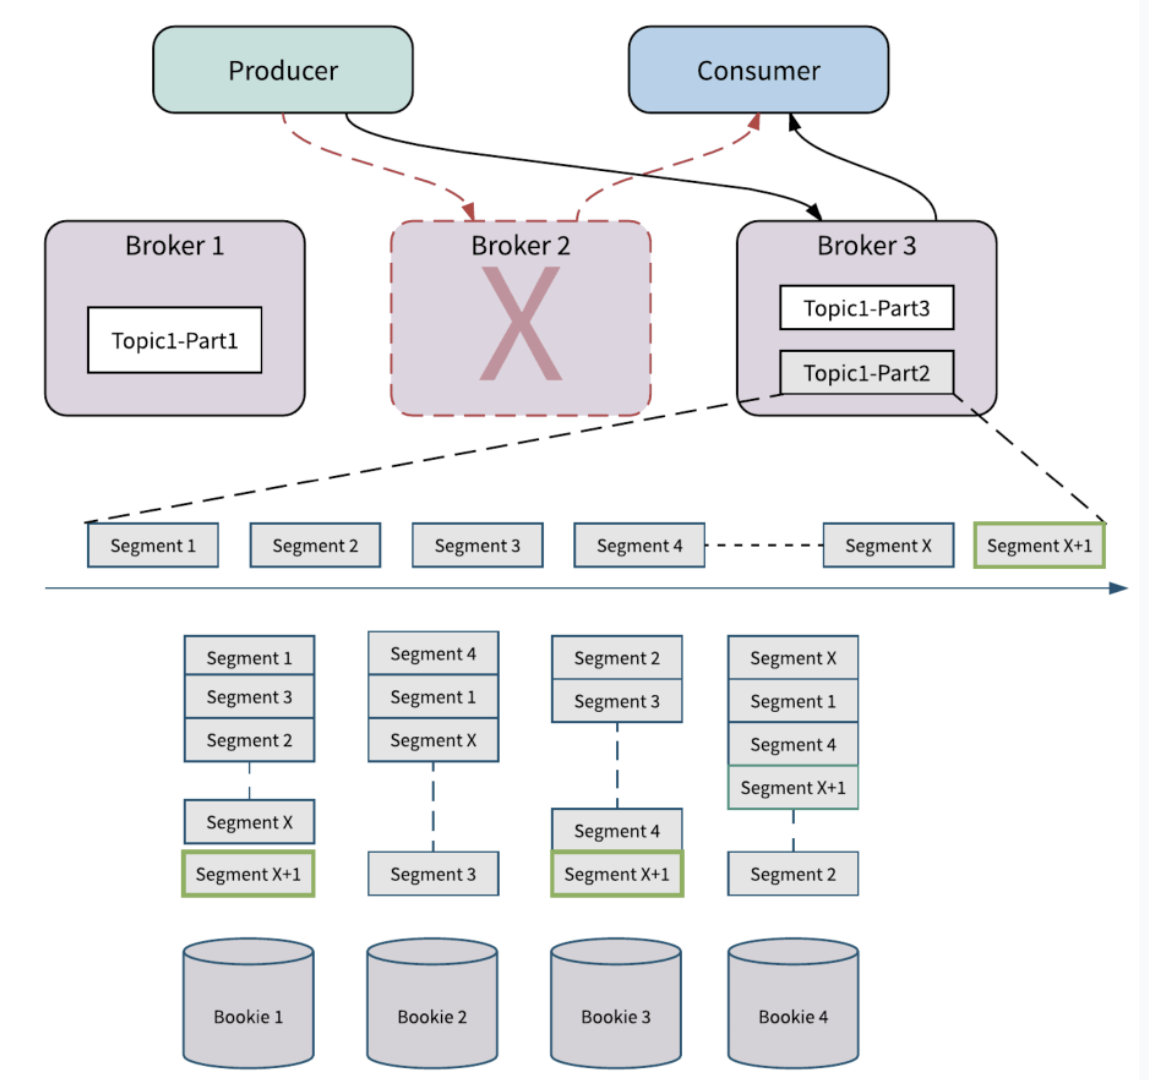 Producer
Consumer
Broker 1
Broker 2
Broker 3
X
Topic1-Part1
Topic1-Part3
Topic1-Part2
Segment 1
Segment 2
Segment 3
Segment 4
Segment X
Segment X+1
Segment 1
Segment 3
Segment 2
Segment X
Segment X+1
Segment 4
Segment 1
Segment X
Segment 3
Segment 2
Segment 3
Segment 4
Segment X+1
Segment X
Segment 1
Segment 4
Segment X+1
Segment 2
Bookie 1
Bookie 2
Bookie 3
Bookie 4